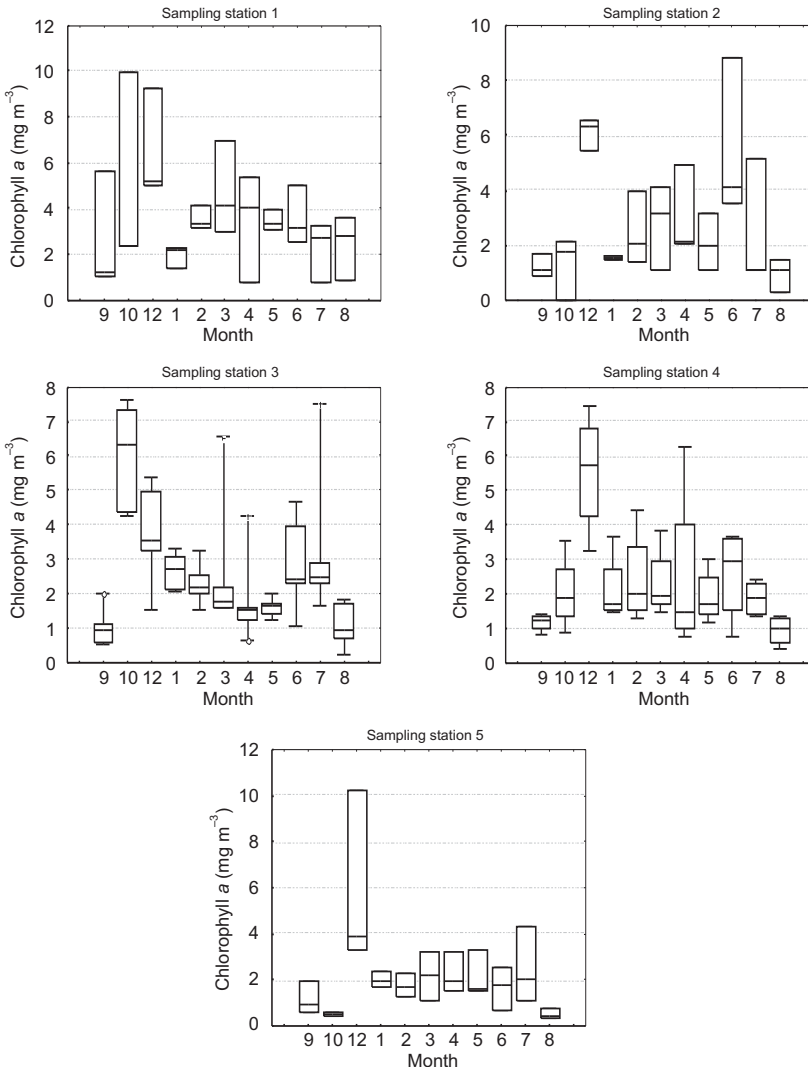 Sampling station 1
Chlorophyll a (mg m⁻³)
12
10
8
6
4
2
0
9 10 12 1 2 3 4 5 6 7 8
Month
Sampling station 2
Chlorophyll a (mg m⁻³)
10
8
6
4
2
0
9 10 12 1 2 3 4 5 6 7 8
Month
Sampling station 3
Chlorophyll a (mg m⁻³)
8
7
6
5
4
3
2
1
0
9 10 12 1 2 3 4 5 6 7 8
Month
Sampling station 4
Chlorophyll a (mg m⁻³)
8
7
6
5
4
3
2
1
0
9 10 12 1 2 3 4 5 6 7 8
Month
Sampling station 5
Chlorophyll a (mg m⁻³)
12
10
8
6
4
2
0
9 10 12 1 2 3 4 5 6 7 8
Month